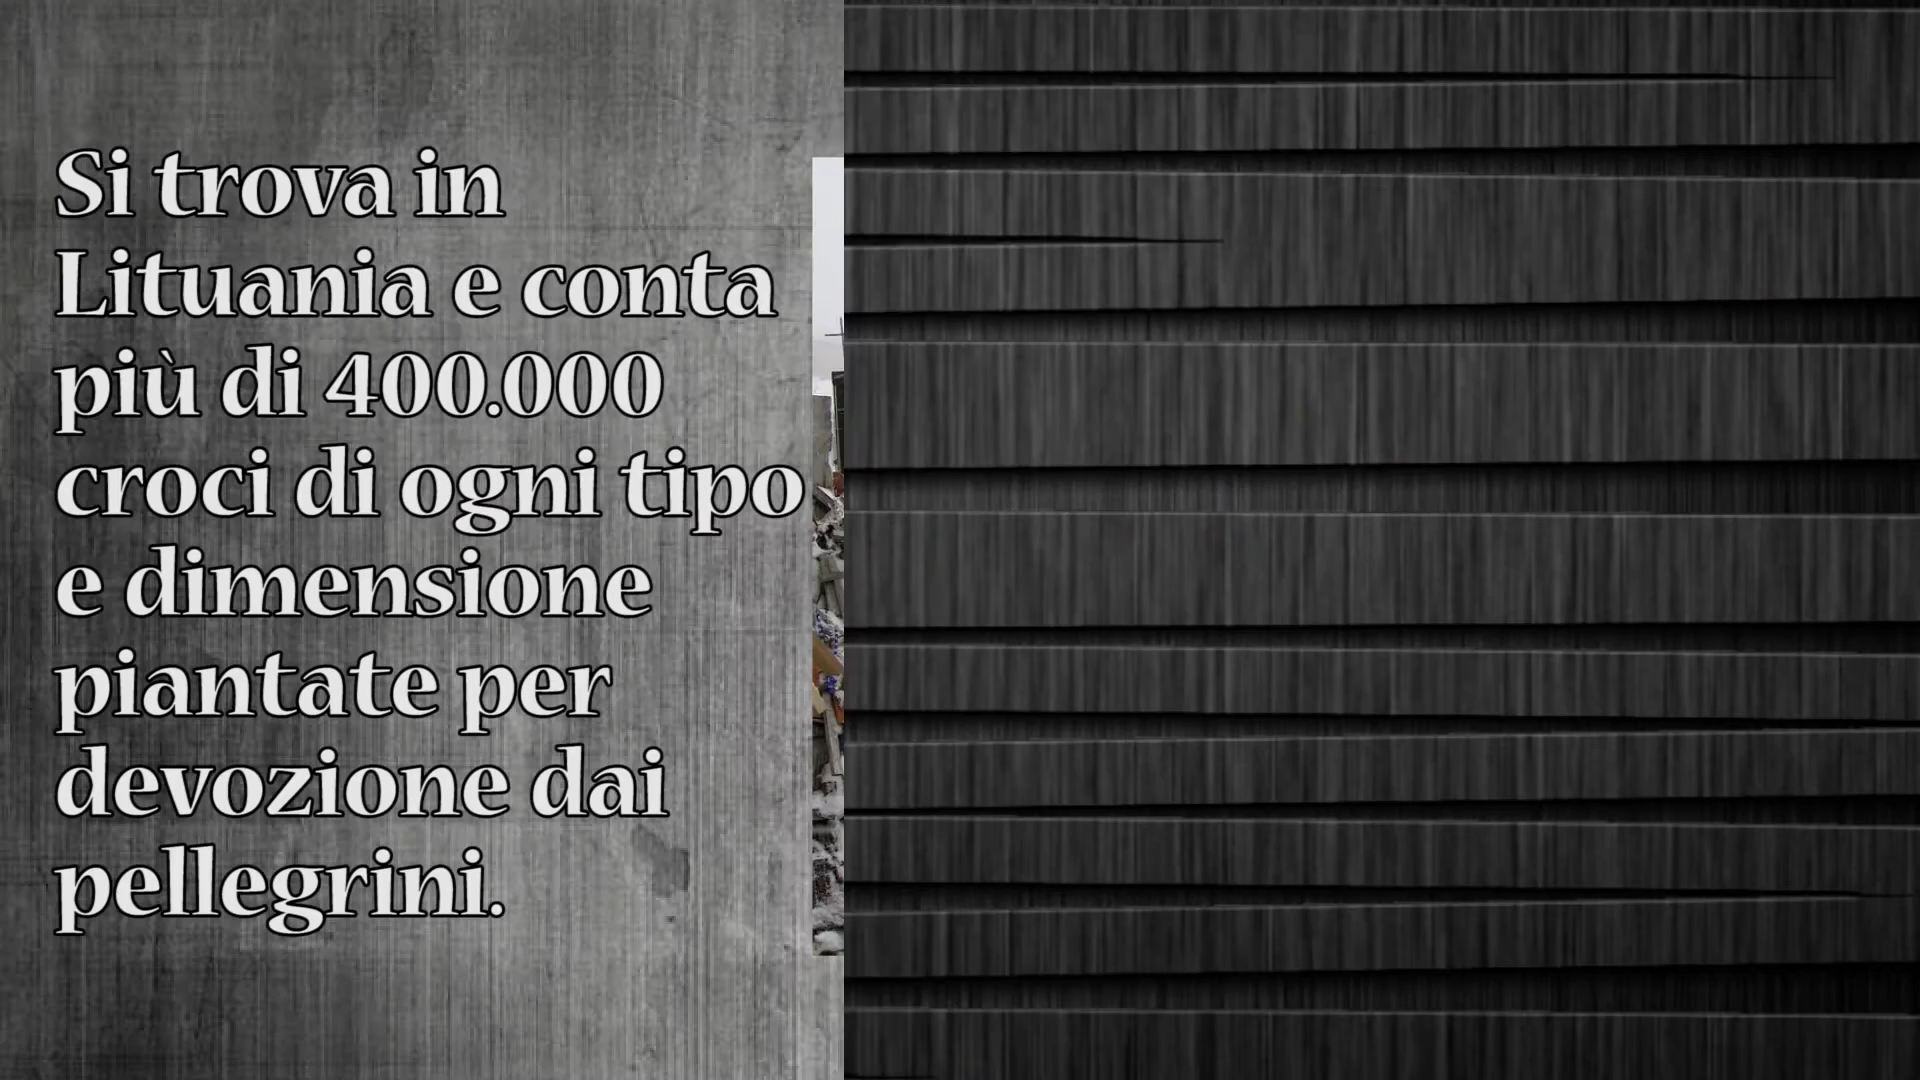 Si trova in
Lituania e conta
più di 400.000
croci di ogni tipo
e dimensione
piantate per
devozione dai
pellegrini.